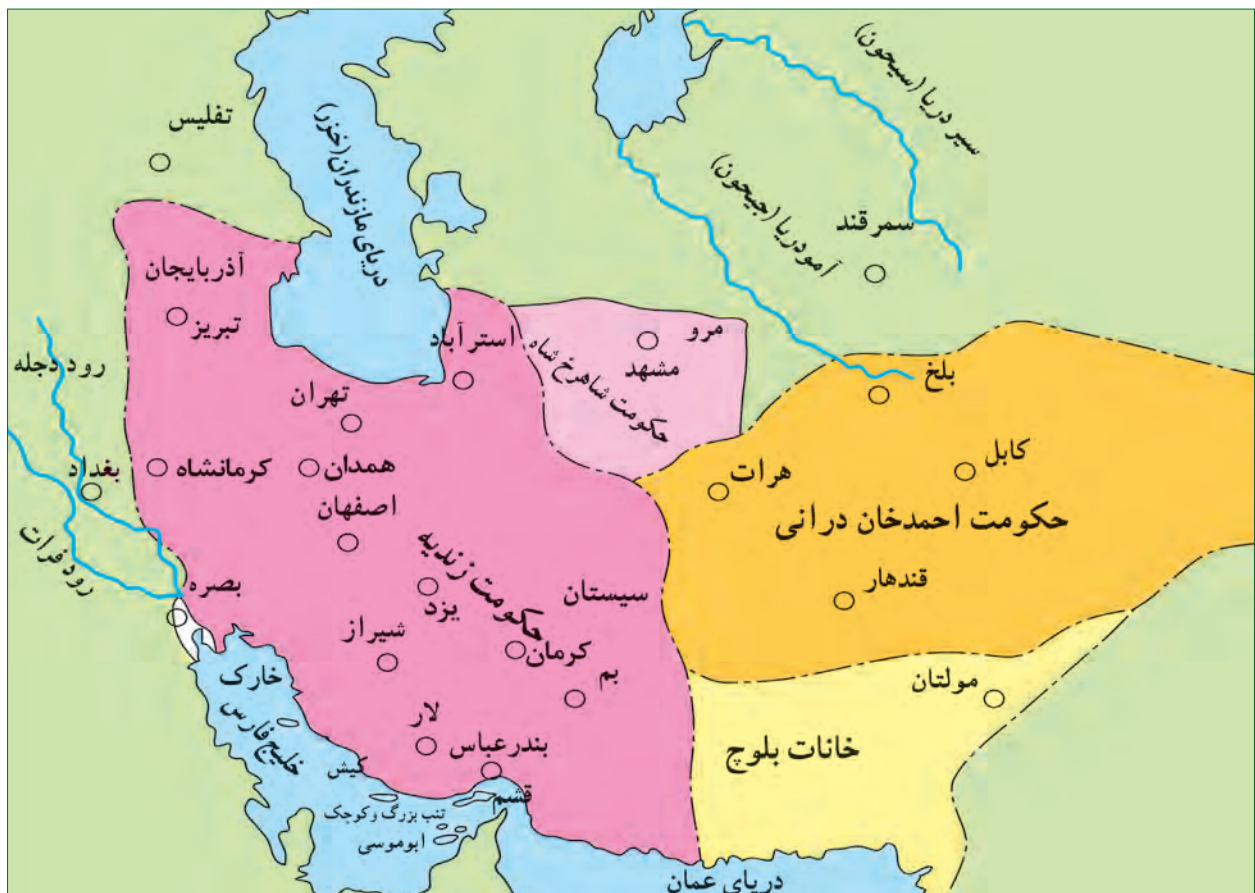 سیر دریا (سیحون)
تفلیس
دریای مازندران (خزر)
آمودریا (جیحون)
سمرقند
آذربایجان
تبریز
استرآباد
مرو
مشهد
حکومت شاهرخ شاه
بلخ
رود دجله
تهران
کرمانشاه
همدان
بغداد
هرات
کابل
اصفهان
حکومت احمدخان درانی
رود فرات
بصره
حکومت زندیه
یزد
سیستان
قندهار
شیراز
کرمان
بم
خارک
خلیج فارس
لار
بندرعباس
مولتان
خانات بلوچ
کیش
قشم
تنب بزرگ و کوچک
ابوموسی
دریای عمان